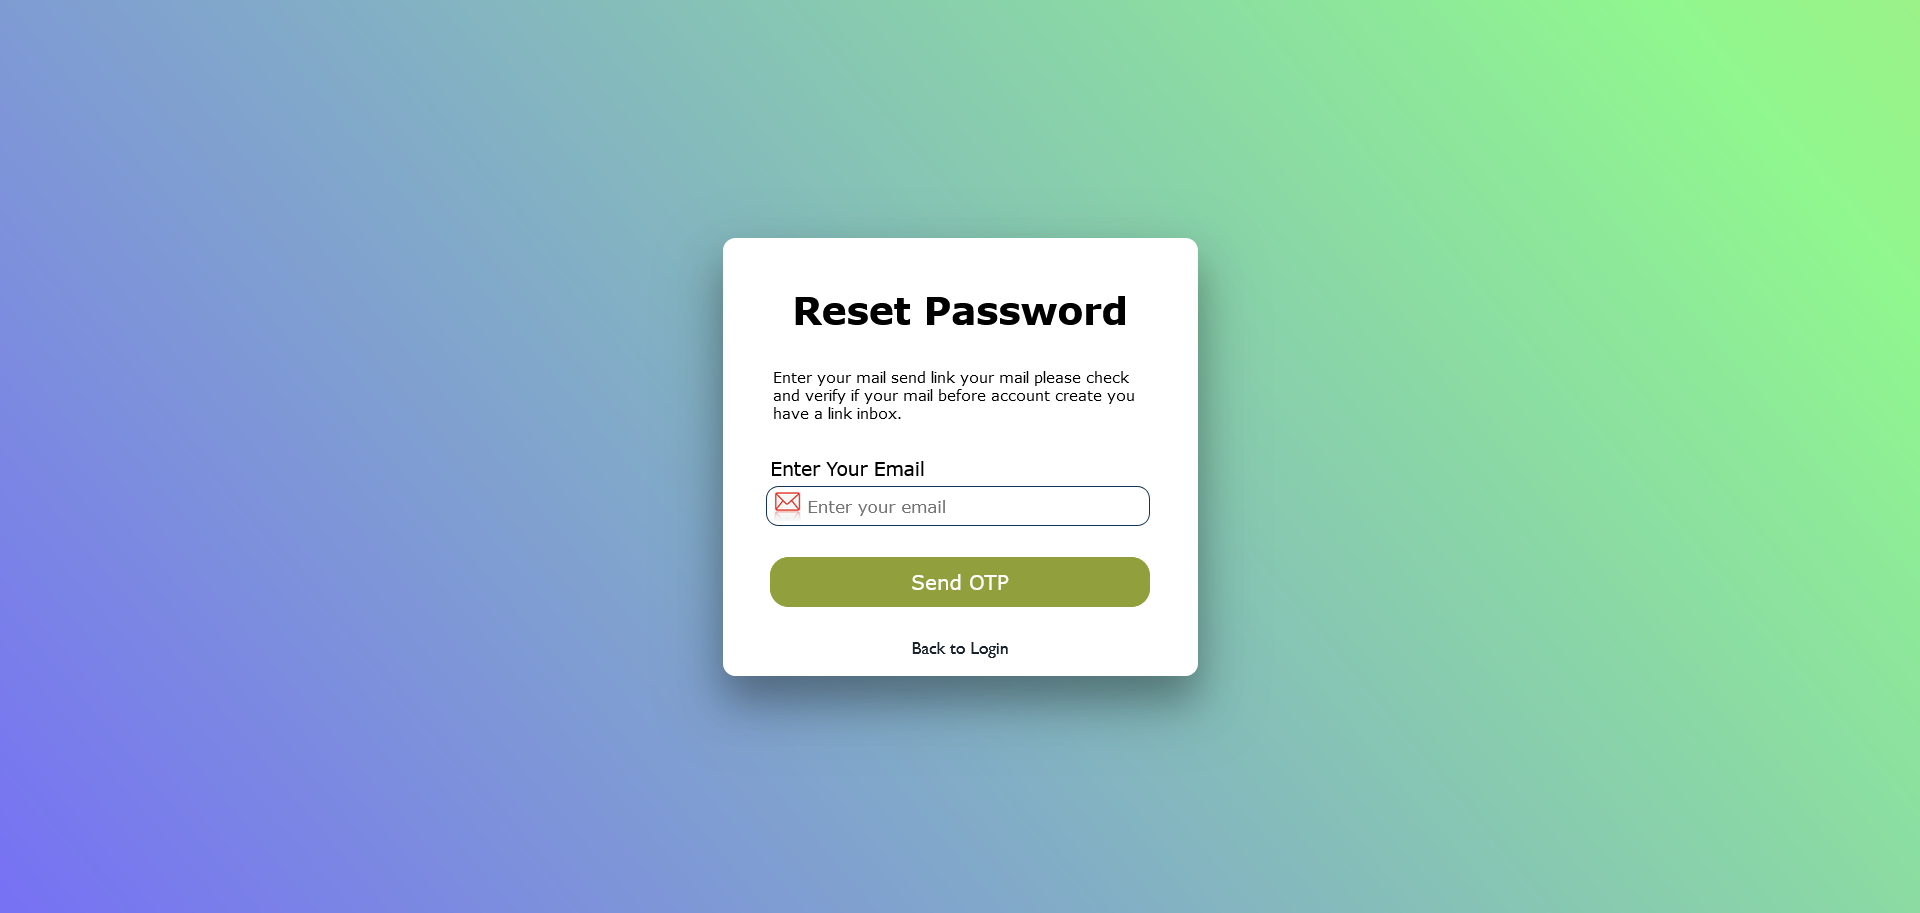 Reset Password
Enter your mail send link your mail please check
and verify if your mail before account create you
have a link inbox.
Enter Your Email
Enter your email
Send OTP
Back to Login